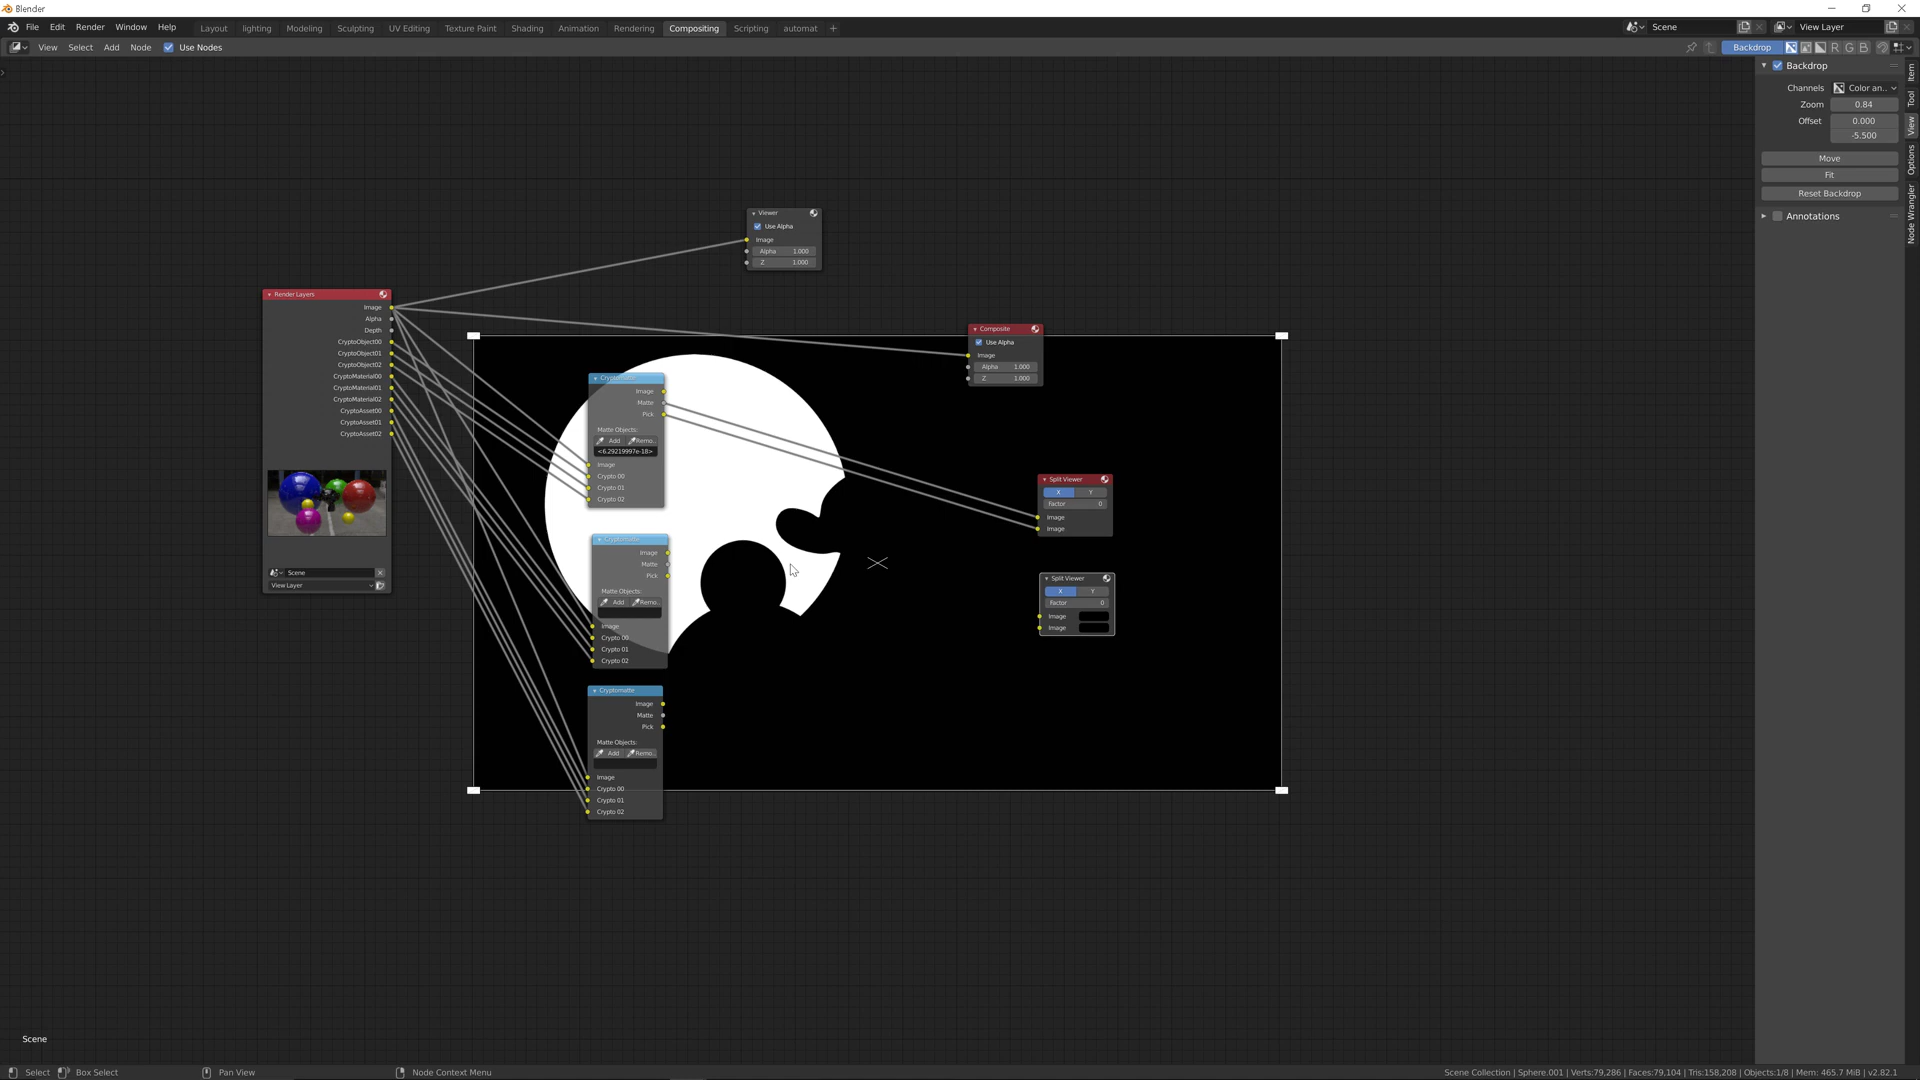 Blender
File Edit Render Window Help Layout lighting Modeling Sculpting UV Editing Texture Paint Shading Animation Rendering Compositing Scripting automat + Scene View Layer
View Select Add Node Use Nodes Backdrop R G B
Backdrop
Channels Color an..
Zoom 0.84
Offset 0.000
-5.500
Move
Fit
Reset Backdrop
Annotations
Item
Tool
View
Options
Node Wrangler
Viewer
Use Alpha
Image
Alpha 1.000
Z 1.000
Render Layers
Image
Alpha
Depth
CryptoObject00
CryptoObject01
CryptoObject02
CryptoMaterial00
CryptoMaterial01
CryptoMaterial02
CryptoAsset00
CryptoAsset01
CryptoAsset02
Scene
View Layer
Composite
Use Alpha
Image
Alpha 1.000
Z 1.000
Cryptomatte
Image
Matte
Pick
Matte Objects:
Add Remo..
<6.29219997e-18>
Image
Crypto 00
Crypto 01
Crypto 02
Cryptomatte
Image
Matte
Pick
Matte Objects:
Add Remo..
Image
Crypto 00
Crypto 01
Crypto 02
Cryptomatte
Image
Matte
Pick
Matte Objects:
Add Remo..
Image
Crypto 00
Crypto 01
Crypto 02
Split Viewer
X Y
Factor 0
Image
Image
Split Viewer
X Y
Factor 0
Image
Image
Scene
Select Box Select Pan View Node Context Menu Scene Collection | Sphere.001 | Verts:79,286 | Faces:79,104 | Tris:158,208 | Objects:1/8 | Mem: 465.7 MiB | v2.82.1